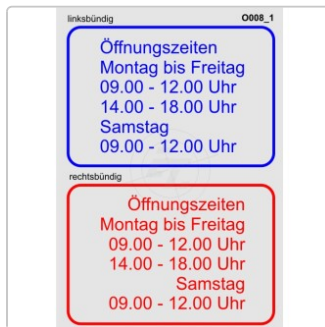 linksbündig O008_1
Öffnungszeiten
Montag bis Freitag
09.00 - 12.00 Uhr
14.00 - 18.00 Uhr
Samstag
09.00 - 12.00 Uhr
rechtsbündig
Öffnungszeiten
Montag bis Freitag
09.00 - 12.00 Uhr
14.00 - 18.00 Uhr
Samstag
09.00 - 12.00 Uhr